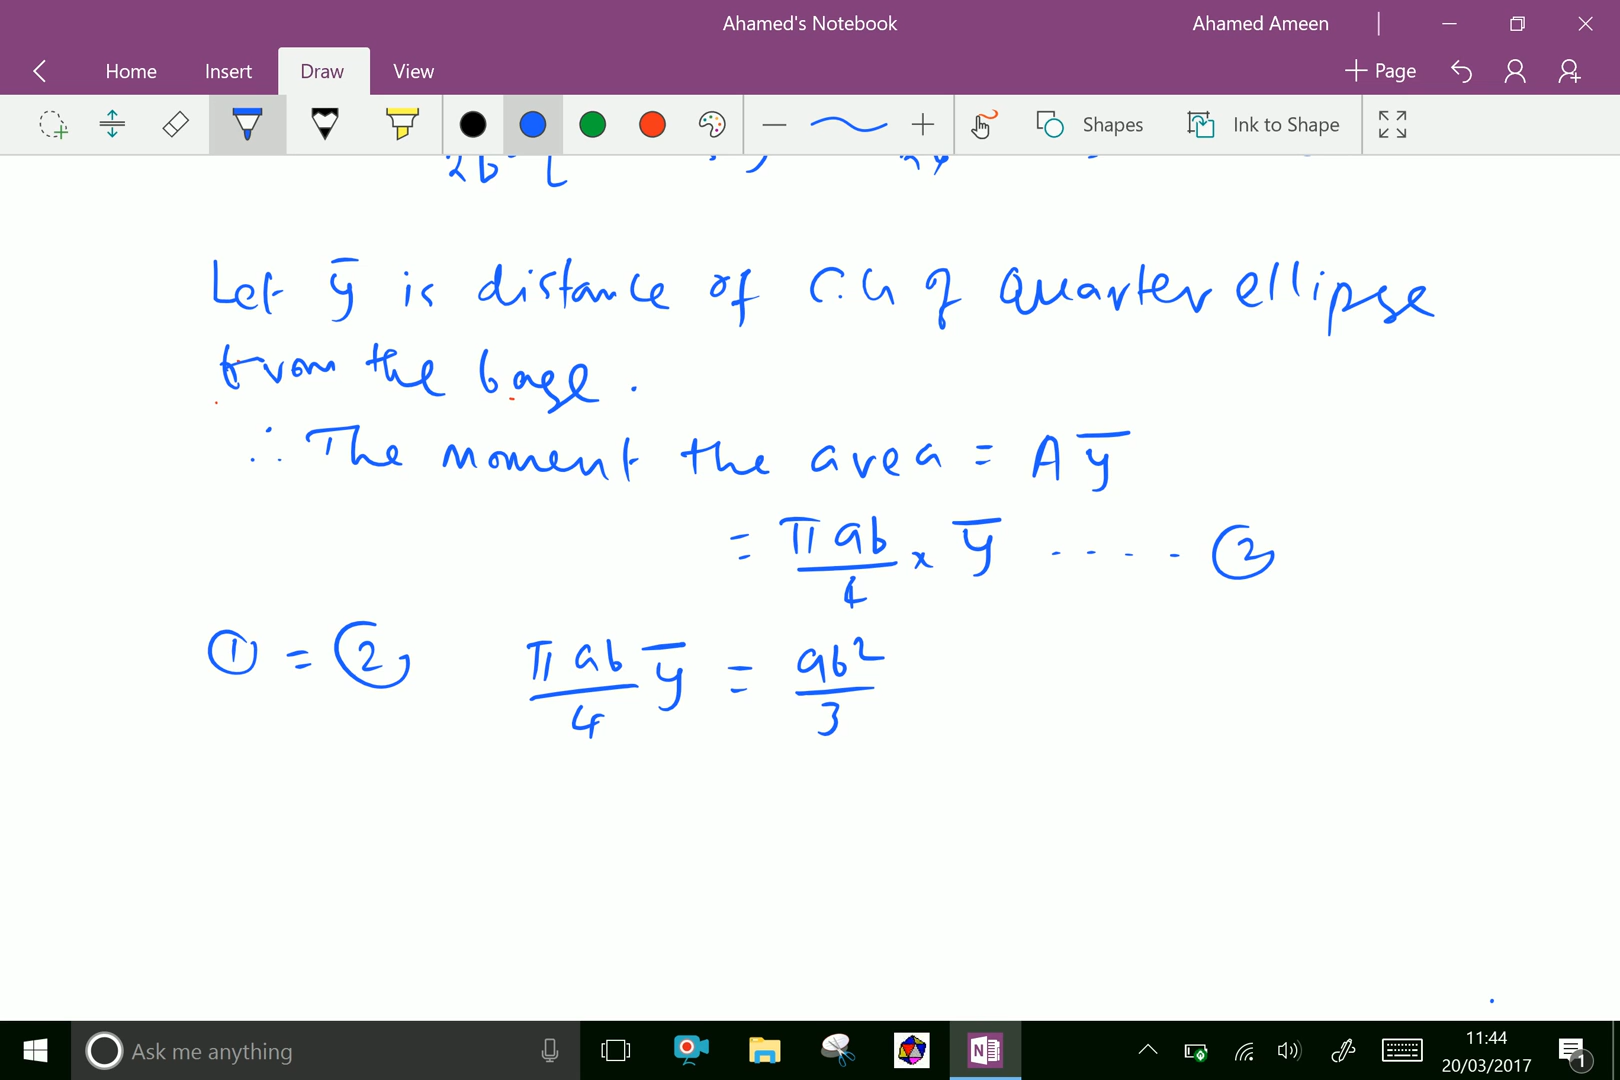 Ahamed's Notebook Ahamed Ameen
Home Insert Draw View Page
Shapes Ink to Shape
Let ȳ is distance of C.G of quarter ellipse
from the base.
∴ The moment the area = A ȳ
= πab/4 × ȳ ..... ②
① = ② πab/4 ȳ = ab²/3
Ask me anything
11:44
20/03/2017
1